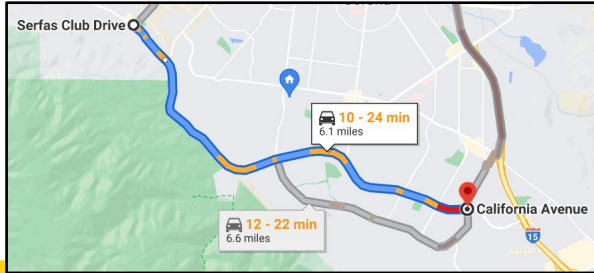 Serfas Club Drive
10 - 24 min
6.1 miles
California Avenue
12 - 22 min
6.6 miles
15